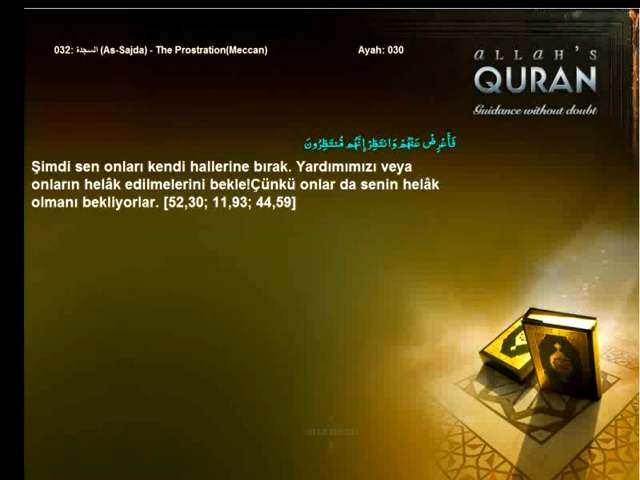 032: السجدة (As-Sajda) - The Prostration(Meccan) Ayah: 030
ALLAH'S
QURAN
Guidance without doubt
فَأَعْرِضْ عَنْهُمْ وَانتَظِرْ إِنَّهُم مُّنتَظِرُونَ
Şimdi sen onları kendi hallerine bırak. Yardımımızı veya
onların helâk edilmelerini bekle!Çünkü onlar da senin helâk
olmanı bekliyorlar. [52,30; 11,93; 44,59]